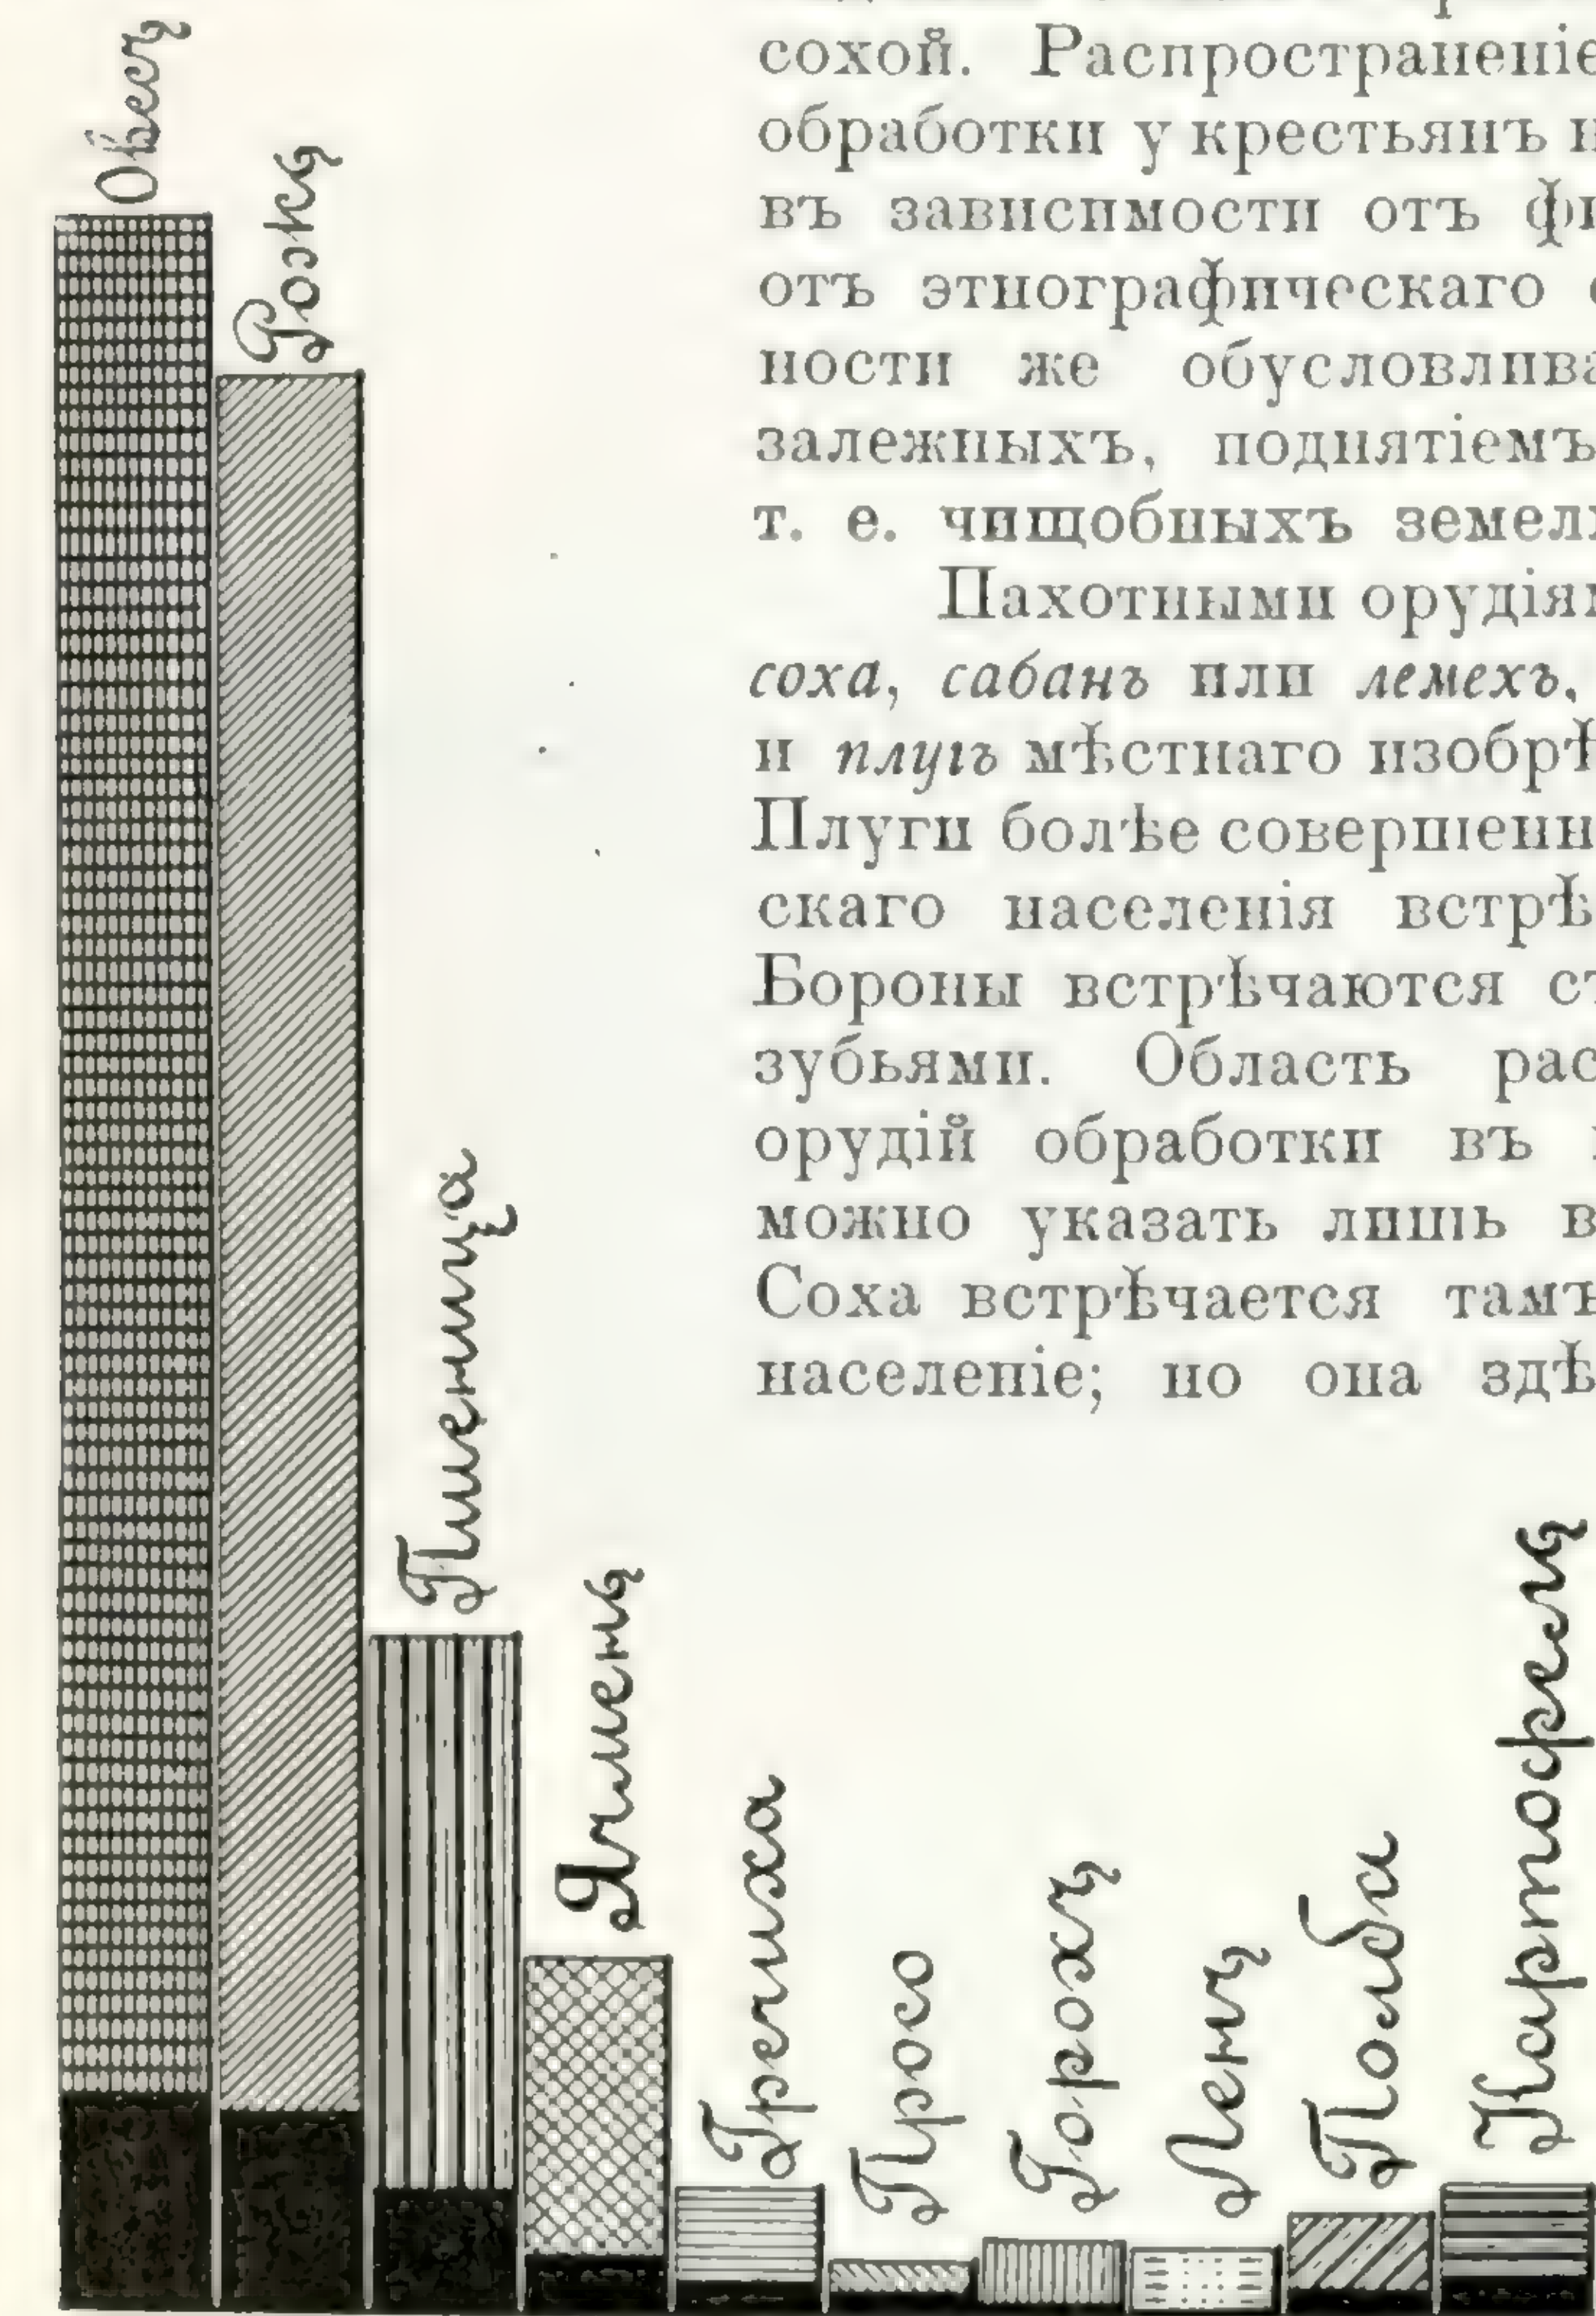 сохой. Распространеніе
обработки у крестьянъ
въ зависимости отъ
отъ этнографическаго
ности же обусловлива
залежныхъ, поднятіемъ
т. е. чищобныхъ земел
Пахотными орудіям
соха, сабанъ или лемехъ,
и плугъ мѣстнаго изобрѣ
Плуги болѣе совершенн
скаго населенія встрѣ
Бороны встрѣчаются ст
зубьями. Область рас
орудій обработки въ
можно указать лишь в
Соха встрѣчается тамъ
населеніе; но она здѣ
Овесъ
Рожь
Пшеница
Ячмень
Гречиха
Просо
Горохъ
Ленъ
Полба
Картофель